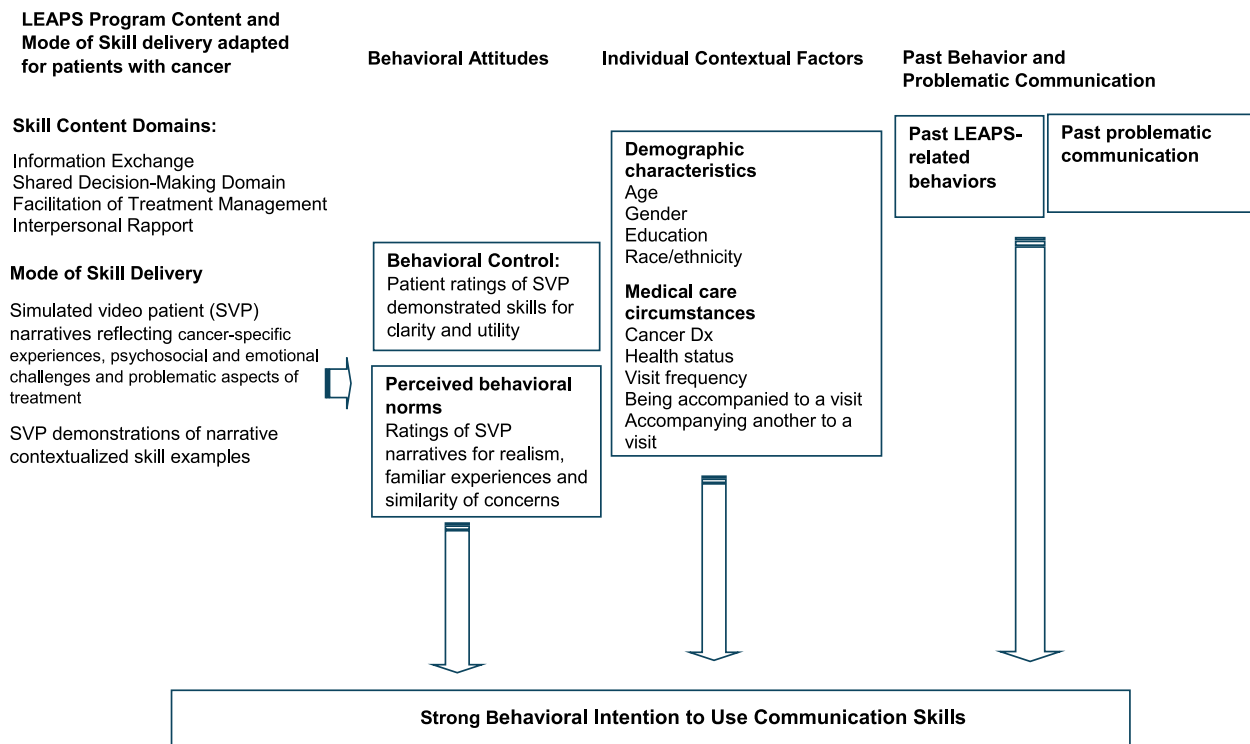 LEAPS Program Content and
Mode of Skill delivery adapted
for patients with cancer
Skill Content Domains:
Information Exchange
Shared Decision-Making Domain
Facilitation of Treatment Management
Interpersonal Rapport
Mode of Skill Delivery
Simulated video patient (SVP)
narratives reflecting cancer-specific
experiences, psychosocial and emotional
challenges and problematic aspects of
treatment
SVP demonstrations of narrative
contextualized skill examples
Behavioral Attitudes
Behavioral Control:
Patient ratings of SVP
demonstrated skills for
clarity and utility
Perceived behavioral
norms
Ratings of SVP
narratives for realism,
familiar experiences and
similarity of concerns
Individual Contextual Factors
Demographic
characteristics
Age
Gender
Education
Race/ethnicity
Medical care
circumstances
Cancer Dx
Health status
Visit frequency
Being accompanied to a visit
Accompanying another to a
visit
Past Behavior and
Problematic Communication
Past LEAPS-
related
behaviors
Past problematic
communication
Strong Behavioral Intention to Use Communication Skills